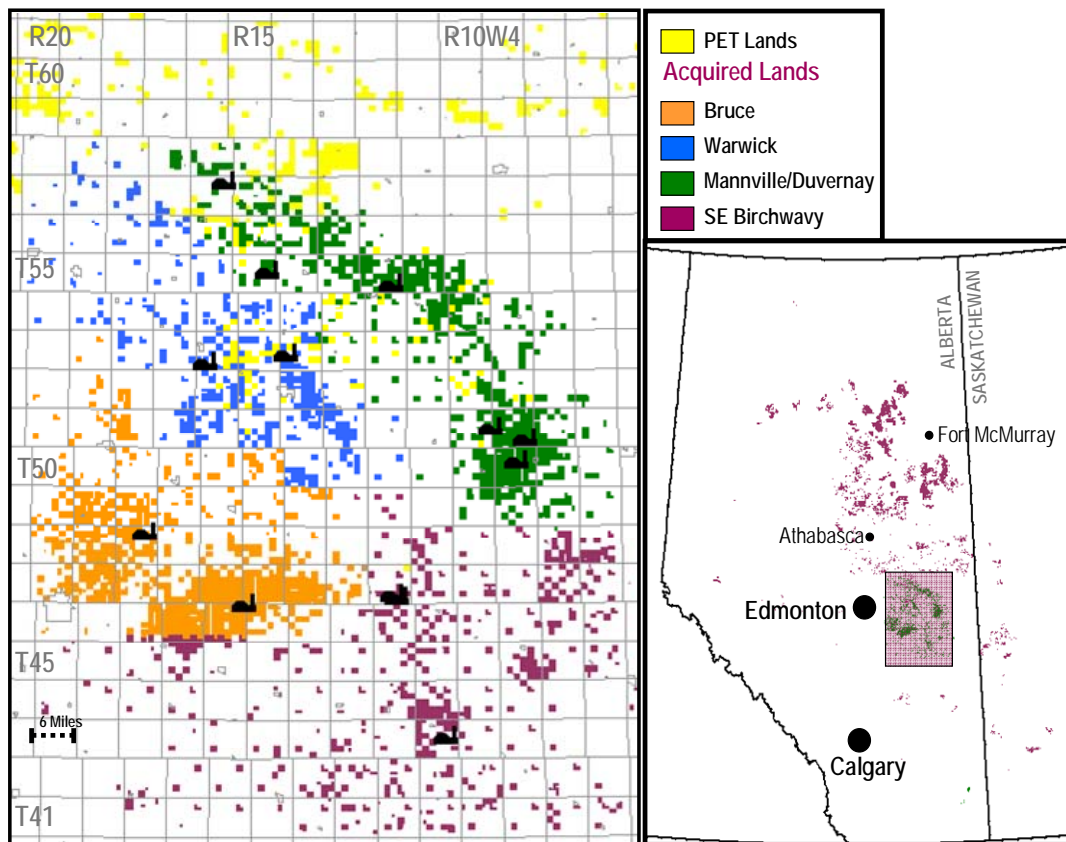 R20 R15 R10W4
T60
T55
T50
T45
6 Miles
T41
PET Lands
Acquired Lands
Bruce
Warwick
Mannville/Duvernay
SE Birchwavy
ALBERTA
SASKATCHEWAN
Fort McMurray
Athabasca
Edmonton
Calgary